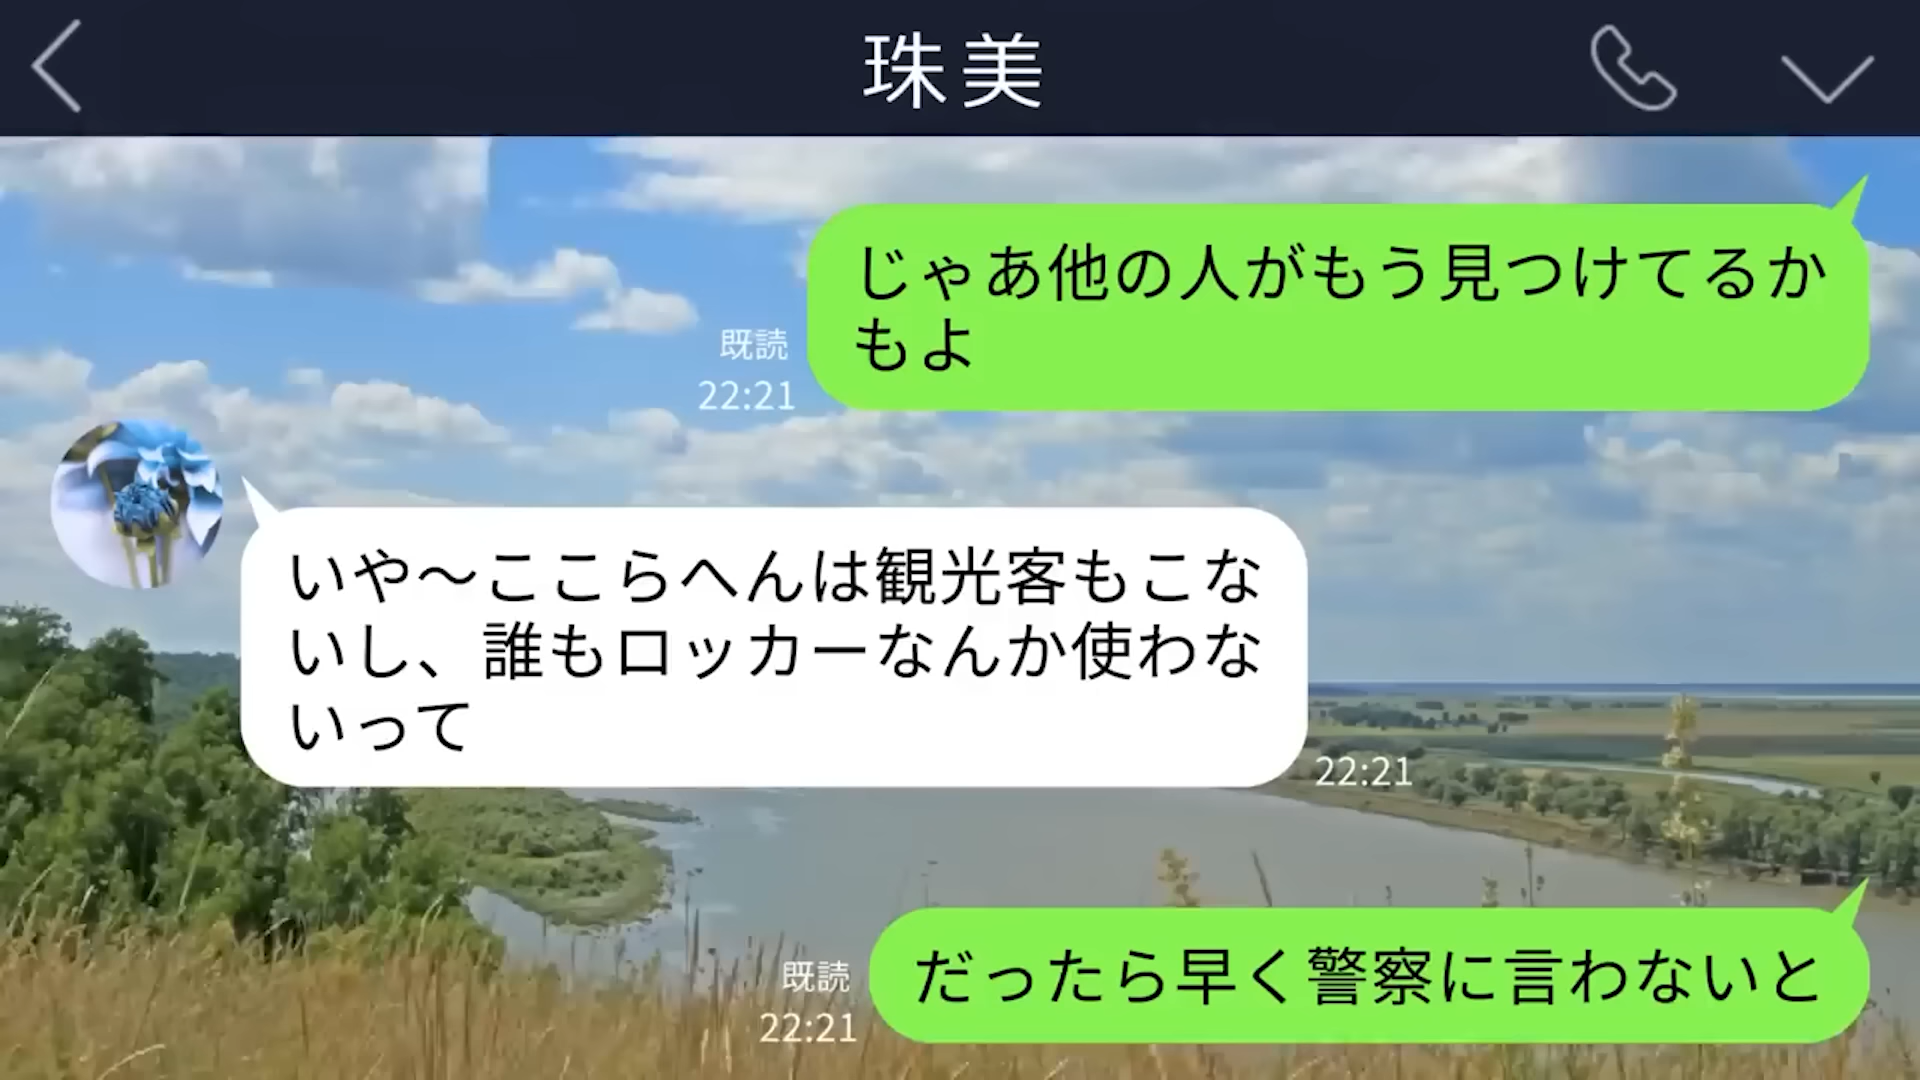 珠美
じゃあ他の人がもう見つけてるか
もよ
既読
22:21
いや〜ここらへんは観光客もこな
いし、誰もロッカーなんか使わな
いって
22:21
だったら早く警察に言わないと
既読
22:21